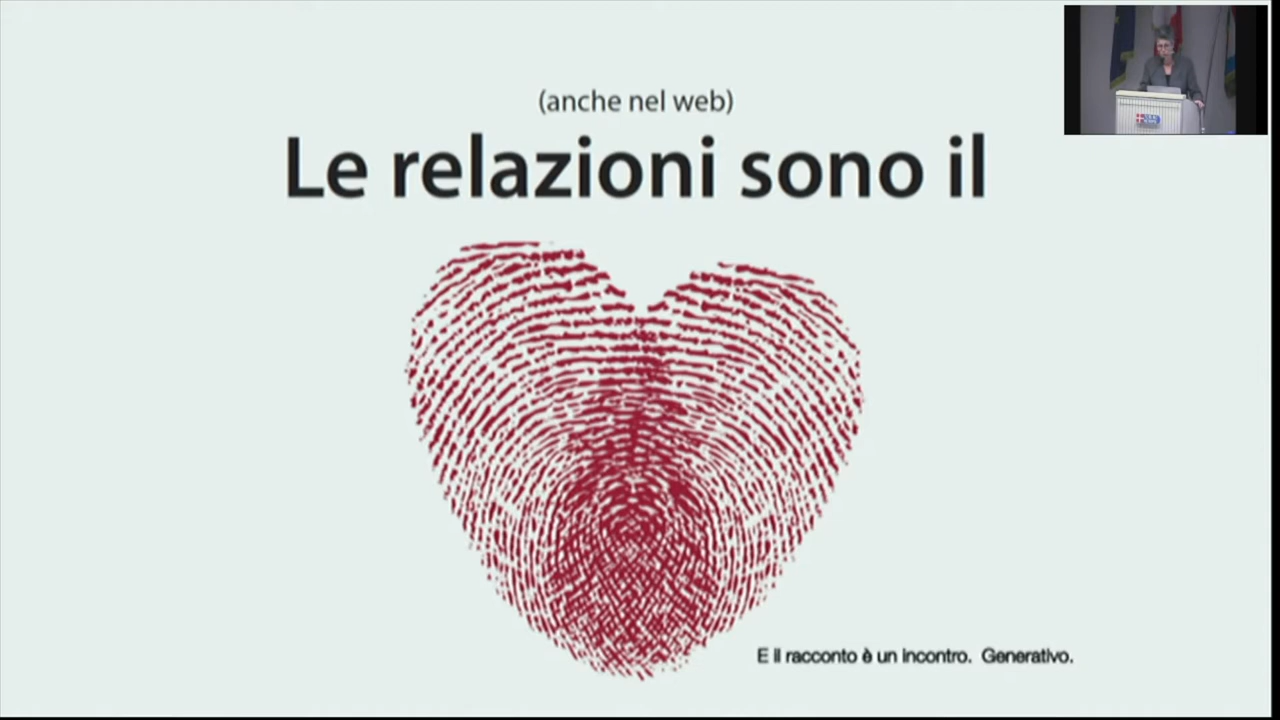 (anche nel web)
Le relazioni sono il
E il racconto è un incontro. Generativo.